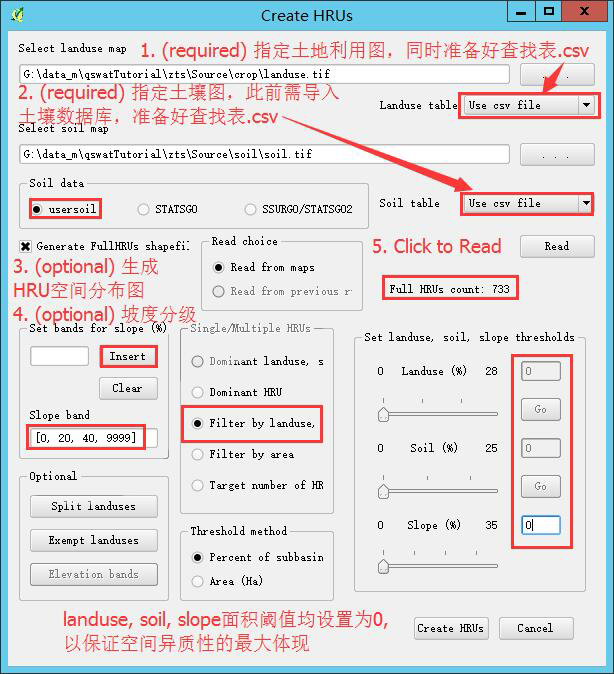 Create HRUs
Select landuse map
1. (required) 指定土地利用图，同时准备好查找表.csv
G:\data_m\qswatTutorial\zts\Source\crop\landuse.tif
. . .
2. (required) 指定土壤图，此前需导入
土壤数据库，准备好查找表.csv
Landuse table
Use csv file
Select soil map
G:\data_m\qswatTutorial\zts\Source\soil\soil.tif
. . .
Soil data
usersoil
STATSGO
SSURGO/STATSGO2
Soil table
Use csv file
Generate FullHRUs shapefil
Read choice
Read from maps
Read from previous r
5. Click to Read
Read
Full HRUs count: 733
3. (optional) 生成
HRU空间分布图
4. (optional) 坡度分级
Set bands for slope (%)
Insert
Clear
Slope band
[0, 20, 40, 9999]
Single/Multiple HRUs
Dominant landuse, s
Dominant HRU
Filter by landuse,
Filter by area
Target number of HR
Set landuse, soil, slope thresholds
0 Landuse (%) 28
0
Go
0 Soil (%) 25
0
Go
0 Slope (%) 35
0
Optional
Split landuses
Exempt landuses
Elevation bands
Threshold method
Percent of subbasin
Area (Ha)
landuse, soil, slope面积阈值均设置为0,
以保证空间异质性的最大体现
Create HRUs
Cancel